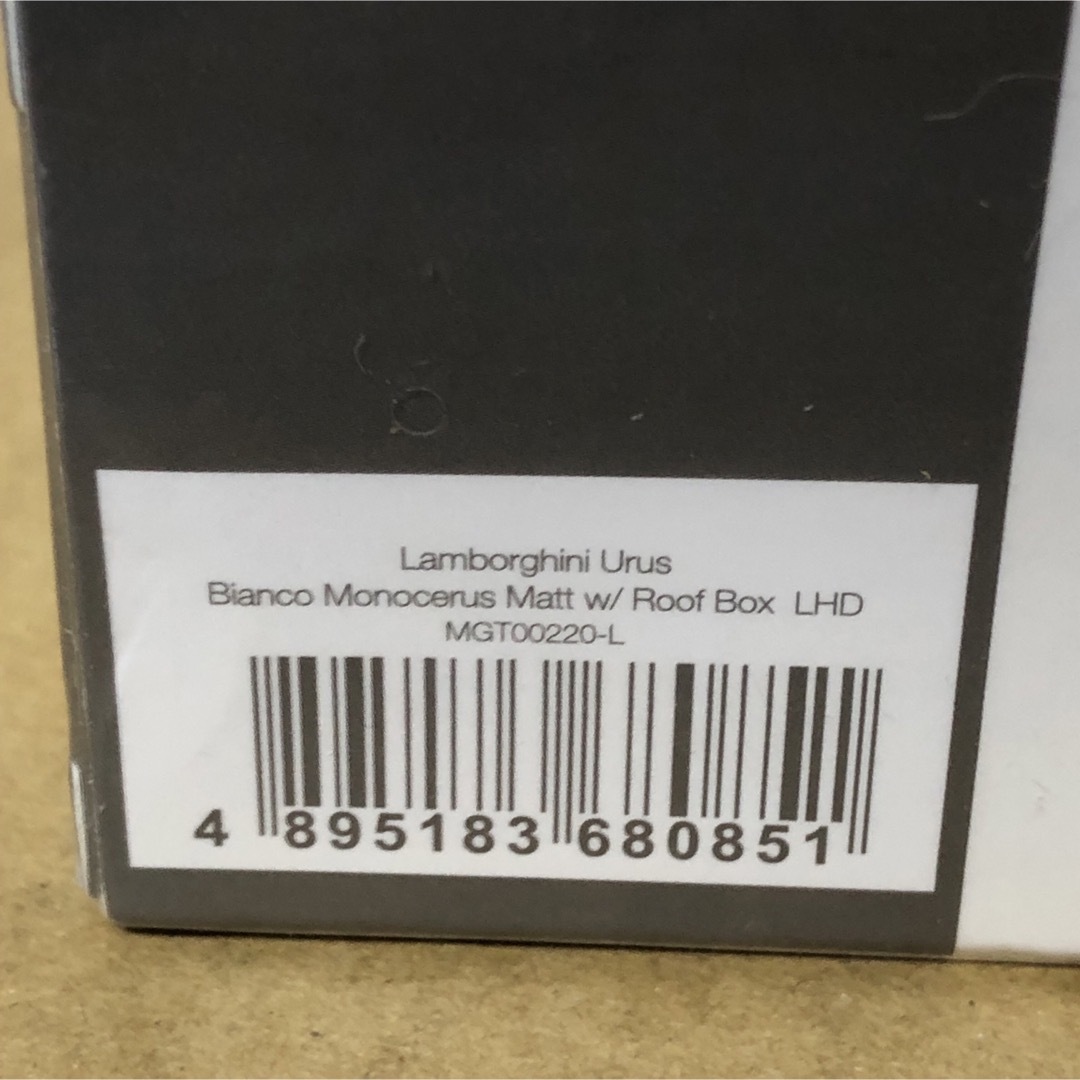 Lamborghini Urus
Bianco Monocerus Matt w/ Roof Box LHD
MGT00220-L
4 895183 680851